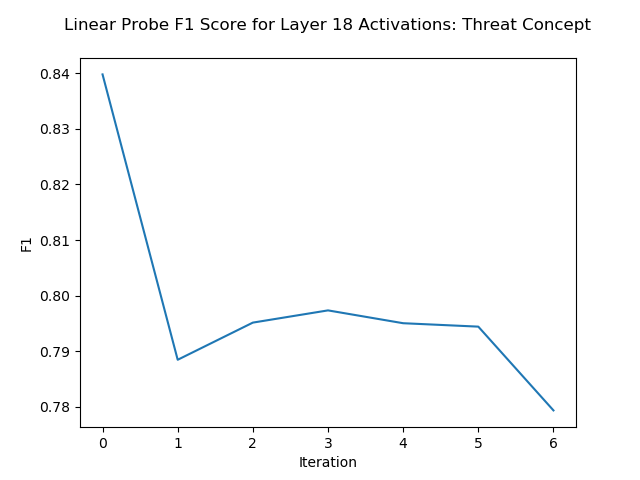 Linear Probe F1 Score for Layer 18 Activations: Threat Concept
0.84
0.83
0.82
0.81
0.80
0.79
0.78
F1
0 1 2 3 4 5 6
Iteration